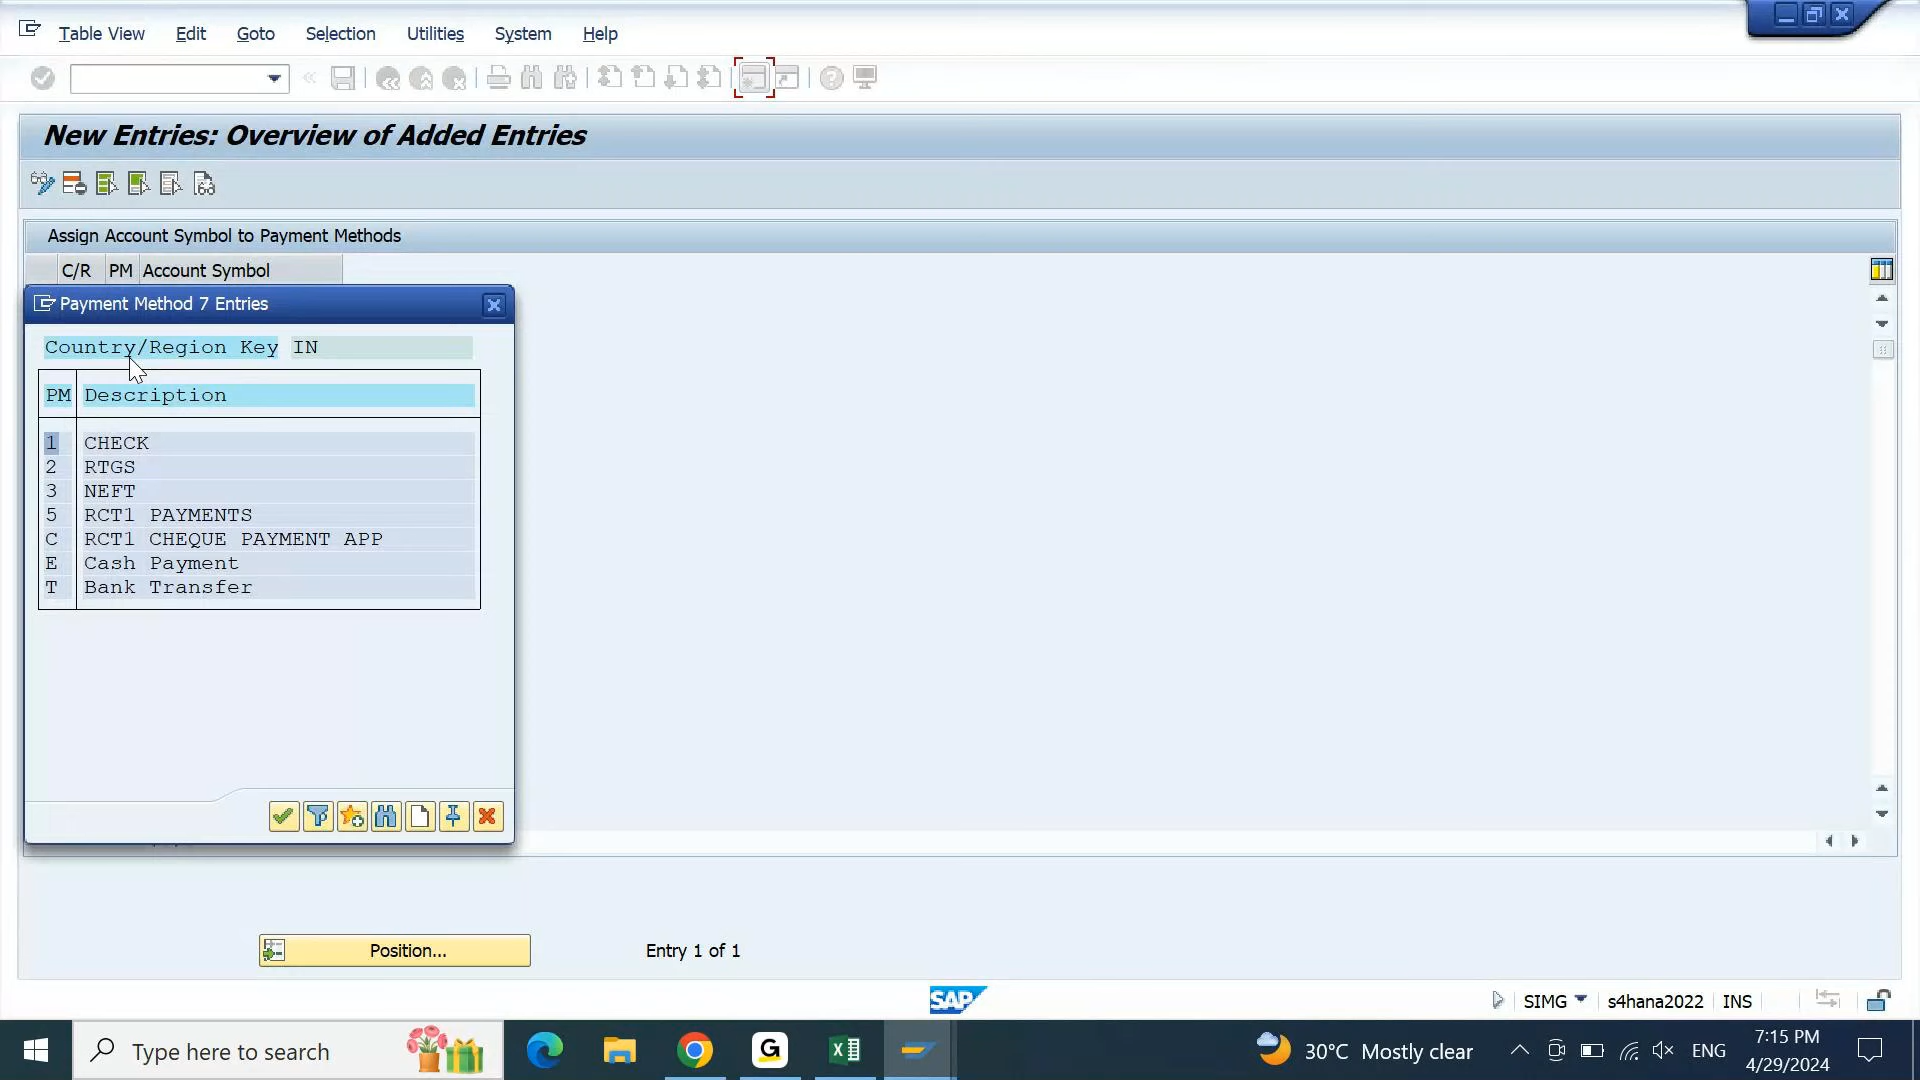 Table View Edit Goto Selection Utilities System Help
New Entries: Overview of Added Entries
Assign Account Symbol to Payment Methods
C/R PM Account Symbol
Payment Method 7 Entries
Country/Region Key IN
PM Description
1 CHECK
2 RTGS
3 NEFT
5 RCT1 PAYMENTS
C RCT1 CHEQUE PAYMENT APP
E Cash Payment
T Bank Transfer
Position... Entry 1 of 1
SAP SIMG s4hana2022 INS
Type here to search G 30°C Mostly clear ENG 7:15 PM
4/29/2024